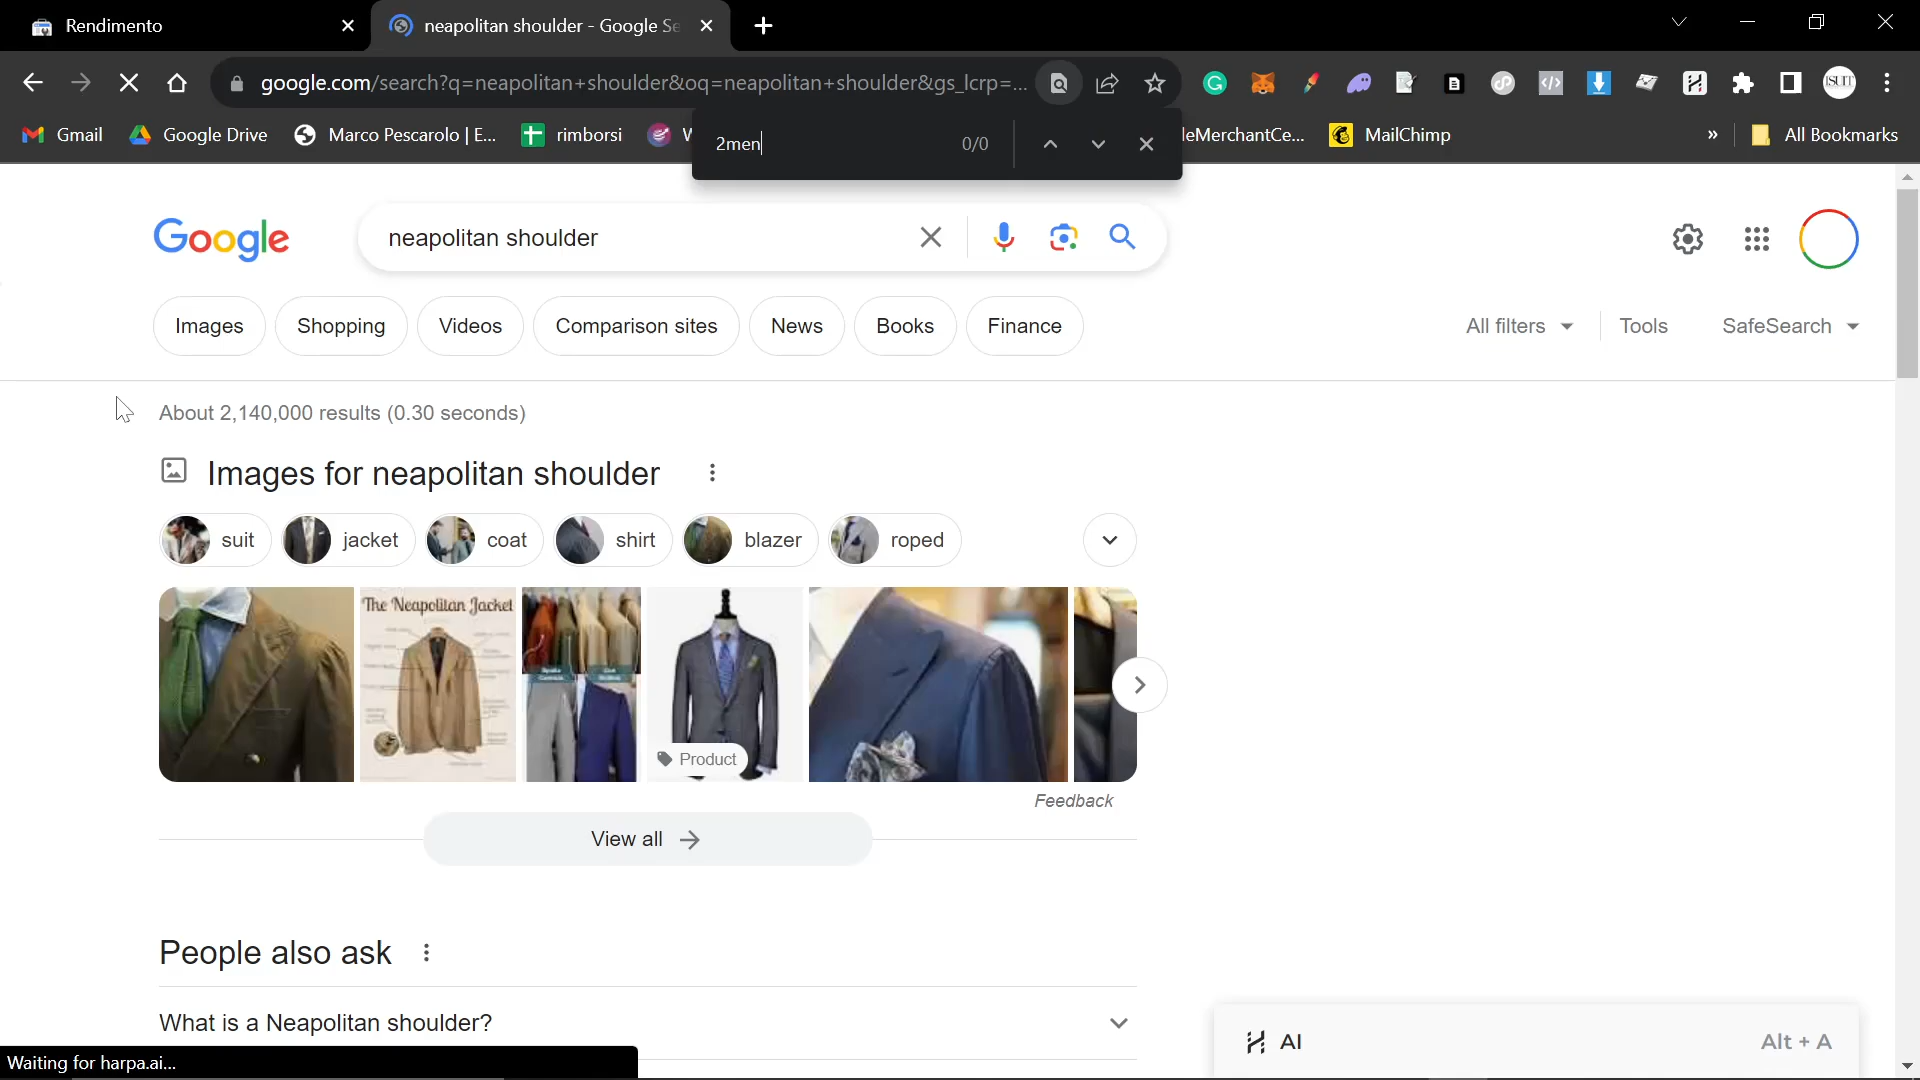 Rendimento
neapolitan shoulder - Google Se
google.com/search?q=neapolitan+shoulder&oq=neapolitan+shoulder&gs_lcrp=...
Gmail
Google Drive
Marco Pescarolo | E...
rimborsi
W
leMerchantCe...
MailChimp
»
All Bookmarks
2men
0/0
Google
neapolitan shoulder
Images
Shopping
Videos
Comparison sites
News
Books
Finance
All filters
Tools
SafeSearch
About 2,140,000 results (0.30 seconds)
Images for neapolitan shoulder
suit
jacket
coat
shirt
blazer
roped
The Neapolitan Jacket
Product
Feedback
View all
People also ask
What is a Neapolitan shoulder?
AI
Alt + A
Waiting for harpa.ai...